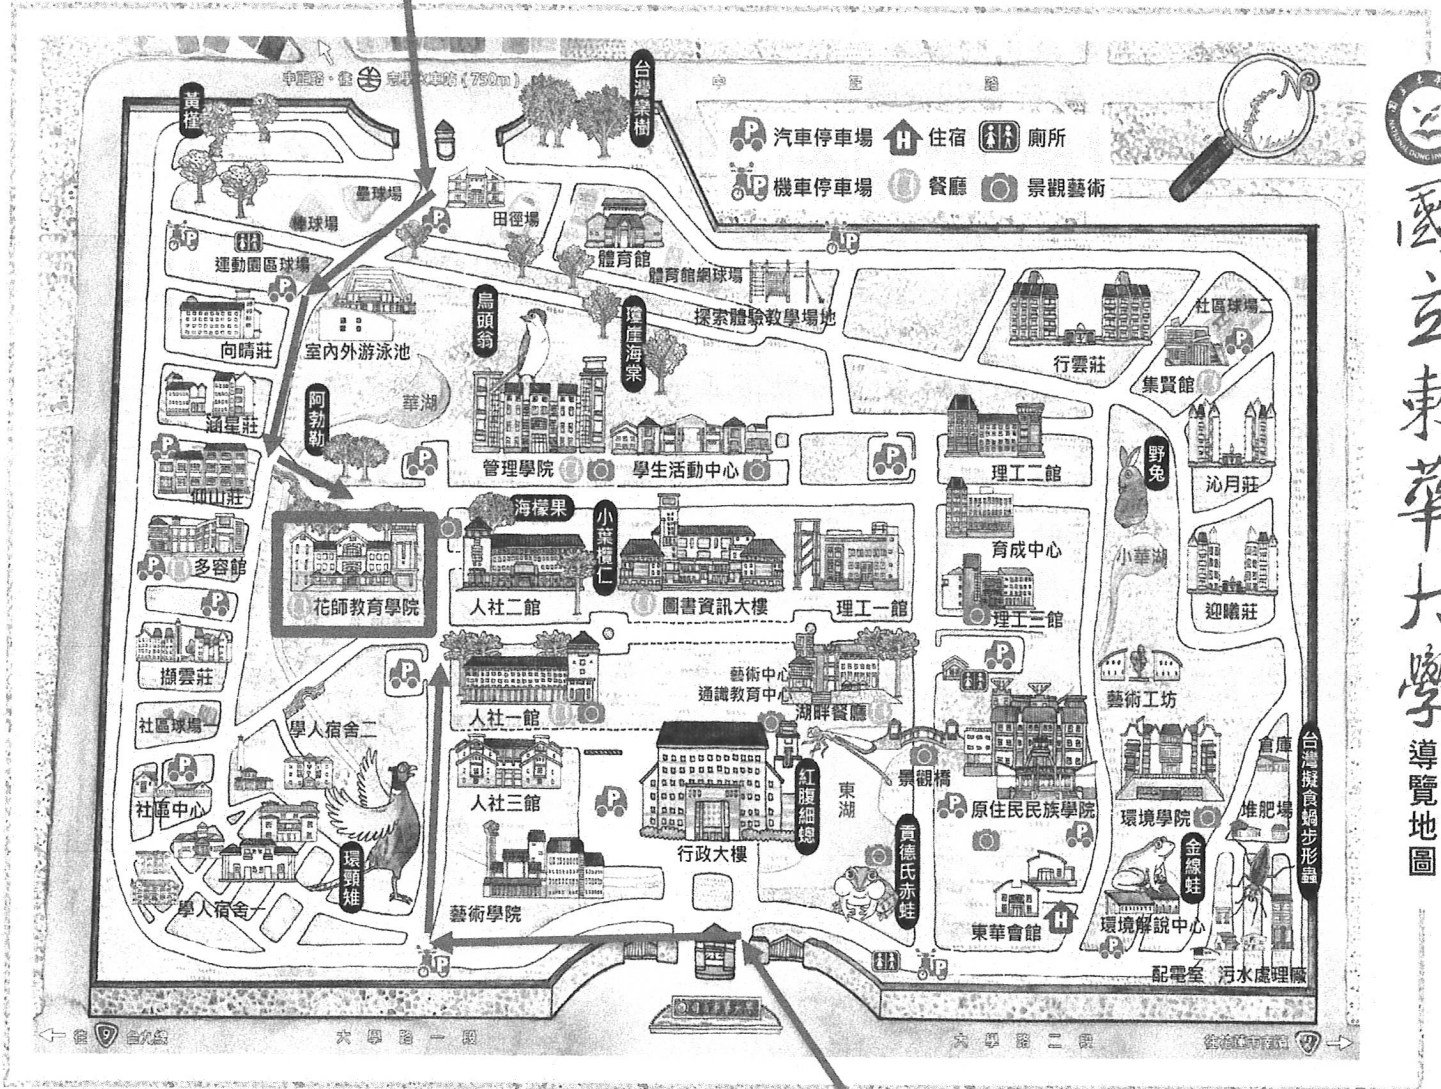 中正路·往 志學火車站(750m)
中 正 路
台灣欒樹
黃槿
汽車停車場 住宿 廁所
機車停車場 餐廳 景觀藝術
N
國立東華大學
導覽地圖
壘球場
棒球場
田徑場
體育館
運動園區球場
體育館網球場
探索體驗教學場地
社區球場二
向晴莊
室內外游泳池
烏頭翁
瓊崖海棠
行雲莊
集賢館
涵星莊
阿勃勒
華湖
管理學院
學生活動中心
理工二館
野兔
沁月莊
仰山莊
海檬果
小葉欖仁
育成中心
小華湖
多容館
花師教育學院
人社二館
圖書資訊大樓
理工一館
理工三館
迎曦莊
擷雲莊
藝術中心
通識教育中心
湖畔餐廳
藝術工坊
人社一館
社區球場一
學人宿舍二
倉庫
台灣擬食蝸步形蟲
社區中心
人社三館
紅腹細蟌
東湖
景觀橋
原住民民族學院
環境學院
堆肥場
行政大樓
環頸雉
貢德氏赤蛙
金線蛙
學人宿舍一
藝術學院
東華會館
環境解說中心
配電室 污水處理廠
往 9 台九線
大 學 路 一 段
大 學 路 二 段